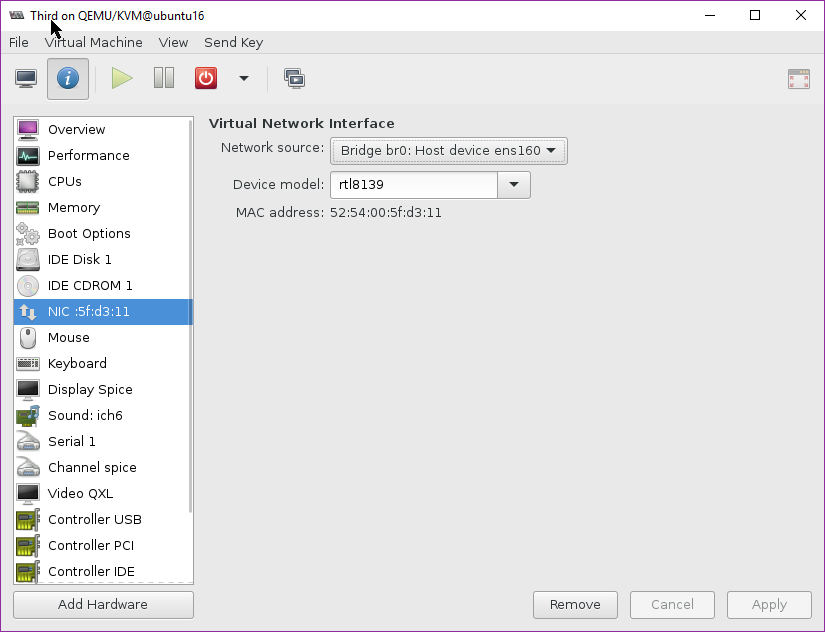 Third on QEMU/KVM@ubuntu16
File Virtual Machine View Send Key
Overview
Performance
CPUs
Memory
Boot Options
IDE Disk 1
IDE CDROM 1
NIC :5f:d3:11
Mouse
Keyboard
Display Spice
Sound: ich6
Serial 1
Channel spice
Video QXL
Controller USB
Controller PCI
Controller IDE
Add Hardware
Virtual Network Interface
Network source: Bridge br0: Host device ens160
Device model: rtl8139
MAC address: 52:54:00:5f:d3:11
Remove Cancel Apply